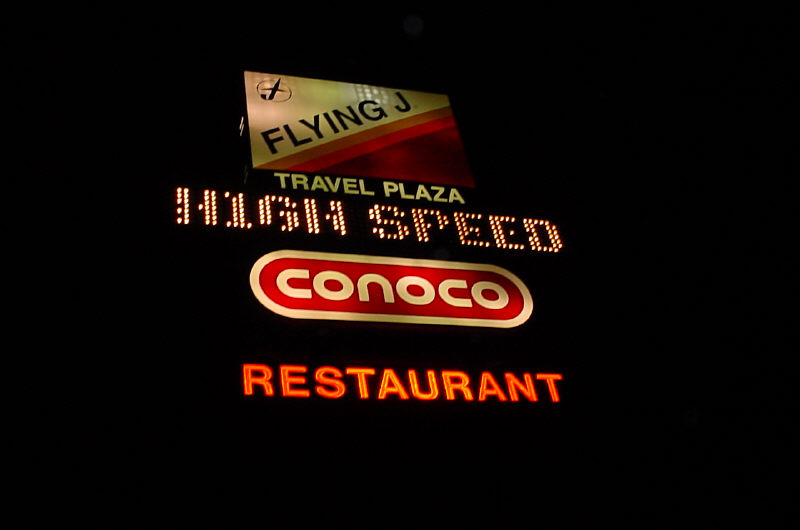 FLYING J
TRAVEL PLAZA
HIGH SPEED
CONOCO
RESTAURANT